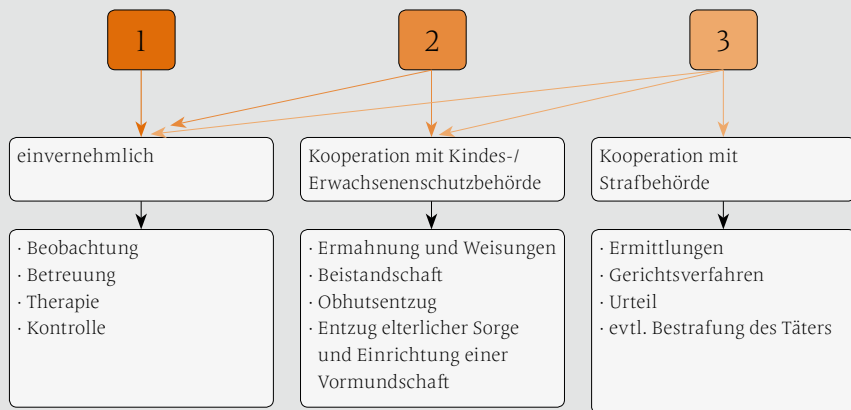 1
2
3
einvernehmlich
Kooperation mit Kindes-/
Erwachsenenschutzbehörde
Kooperation mit
Strafbehörde
· Beobachtung
· Betreuung
· Therapie
· Kontrolle
· Ermahnung und Weisungen
· Beistandschaft
· Obhutsentzug
· Entzug elterlicher Sorge
und Einrichtung einer
Vormundschaft
· Ermittlungen
· Gerichtsverfahren
· Urteil
· evtl. Bestrafung des Täters